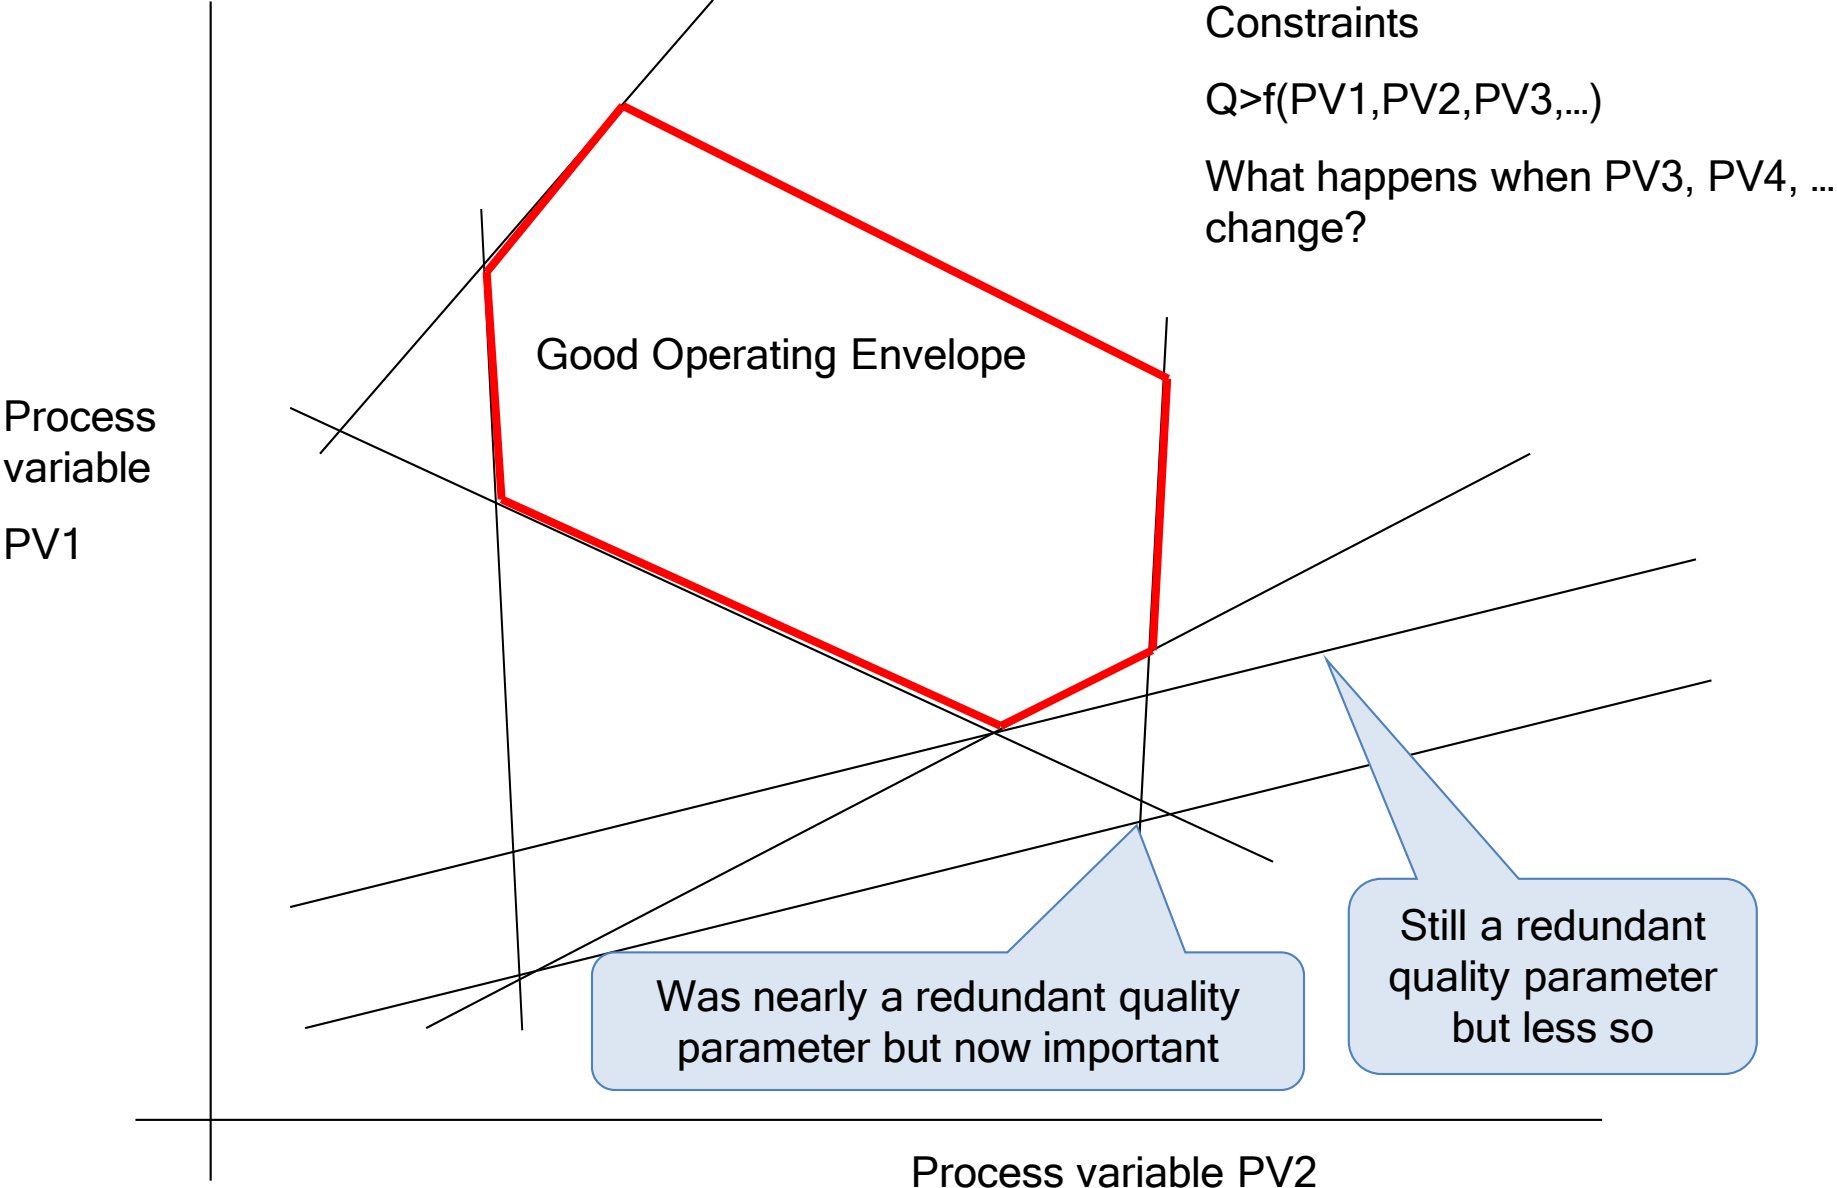 Constraints
Q>f(PV1,PV2,PV3,...)
What happens when PV3, PV4, ...
change?
Good Operating Envelope
Process
variable
PV1
Still a redundant
quality parameter
but less so
Was nearly a redundant quality
parameter but now important
Process variable PV2